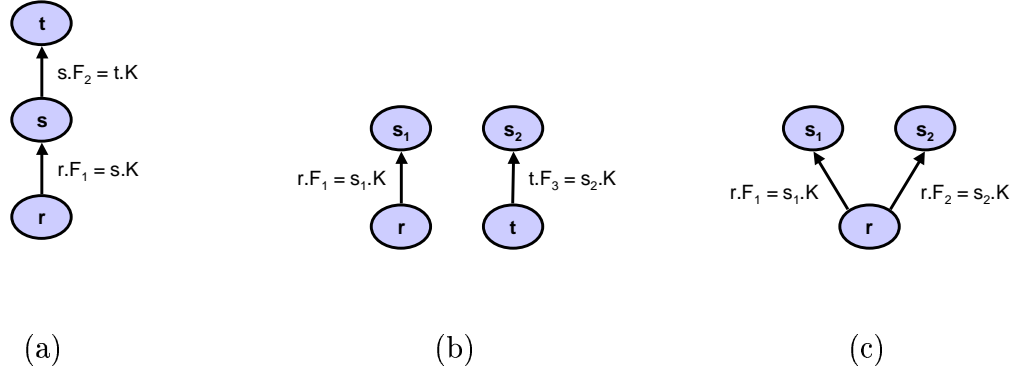 t
s.F₂ = t.K
s
r.F₁ = s.K
r
s₁
s₂
r.F₁ = s₁.K
t.F₃ = s₂.K
r
t
s₁
s₂
r.F₁ = s₁.K
r.F₂ = s₂.K
r
(a)
(b)
(c)